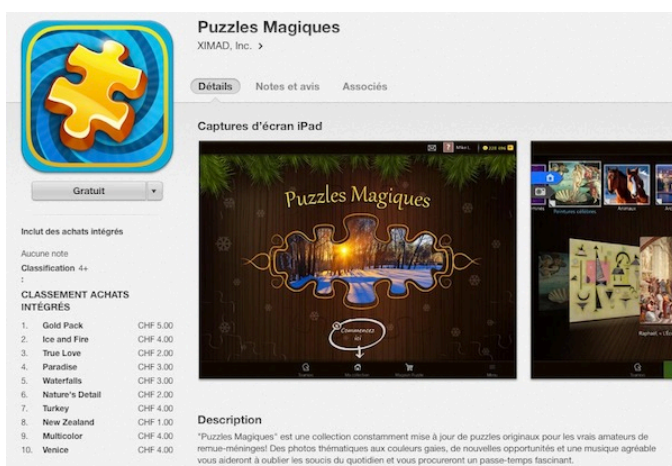 Puzzles Magiques
XIMAD, Inc. >
Détails Notes et avis Associés
Captures d'écran iPad
Gratuit
Inclut des achats intégrés
Aucune note
Classification 4+
:
CLASSEMENT ACHATS
INTÉGRÉS
1. Gold Pack CHF 5.00
2. Ice and Fire CHF 4.00
3. True Love CHF 2.00
4. Paradise CHF 3.00
5. Waterfalls CHF 3.00
6. Nature's Detail CHF 2.00
7. Turkey CHF 4.00
8. New Zealand CHF 1.00
9. Multicolor CHF 4.00
10. Venice CHF 4.00
Puzzles Magiques
Commencez
ici
Peintures célèbres
Animaux
Description
"Puzzles Magiques" est une collection constamment mise à jour de puzzles originaux pour les vrais amateurs de
remue-méninges! Des photos thématiques aux couleurs gaies, de nouvelles opportunités et une musique agréable
vous aideront à oublier les soucis du quotidien et vous procureront un passe-temps fascinant.